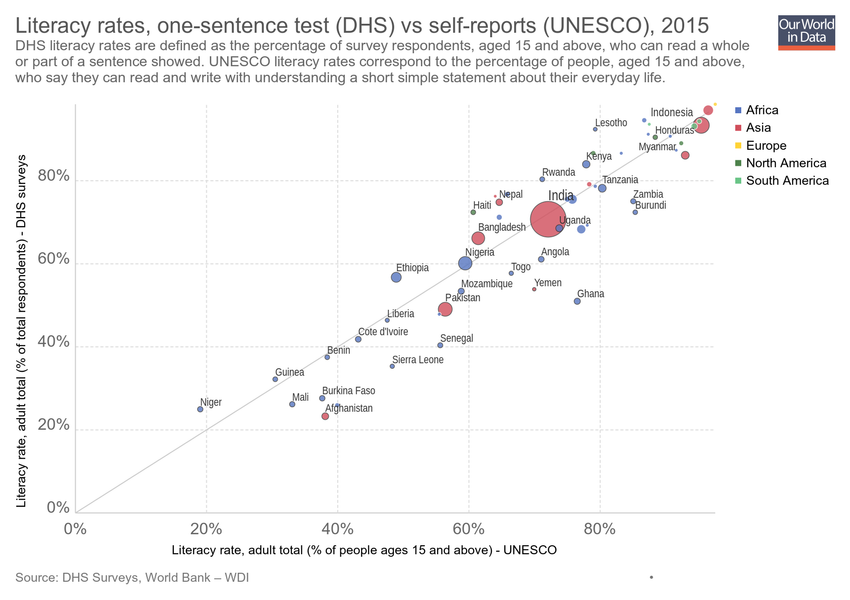 Literacy rates, one-sentence test (DHS) vs self-reports (UNESCO), 2015
DHS literacy rates are defined as the percentage of survey respondents, aged 15 and above, who can read a whole
or part of a sentence showed. UNESCO literacy rates correspond to the percentage of people, aged 15 and above,
who say they can read and write with understanding a short simple statement about their everyday life.
Our World
in Data
Literacy rate, adult total (% of total respondents) - DHS surveys
80%
60%
40%
20%
0%
Indonesia
Lesotho
Honduras
Myanmar
Kenya
Rwanda
Tanzania
Nepal
India
Zambia
Haiti
Burundi
Uganda
Bangladesh
Nigeria
Angola
Ethiopia
Togo
Mozambique
Yemen
Pakistan
Ghana
Liberia
Cote d'Ivoire
Senegal
Benin
Sierra Leone
Guinea
Burkina Faso
Mali
Niger
Afghanistan
Africa
Asia
Europe
North America
South America
0%
20%
40%
60%
80%
Literacy rate, adult total (% of people ages 15 and above) - UNESCO
Source: DHS Surveys, World Bank – WDI